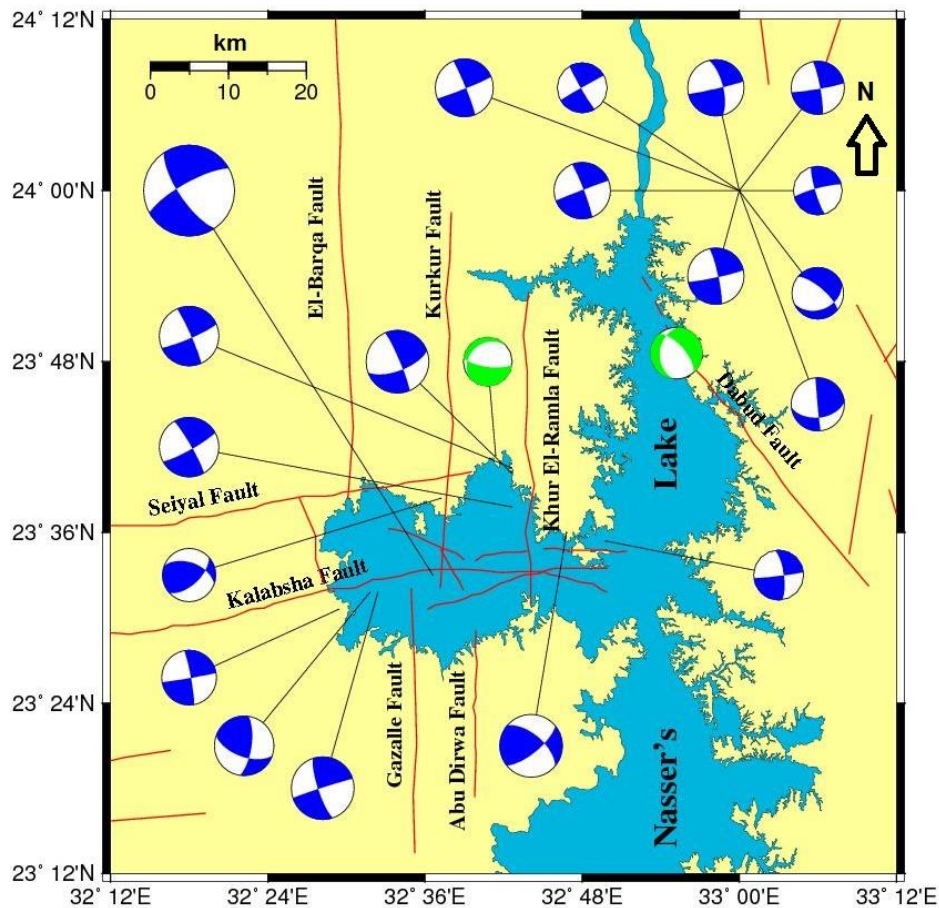 24° 12'N
24° 00'N
23° 48'N
23° 36'N
23° 24'N
23° 12'N
km
0 10 20
N
El-Barqa Fault
Kurkur Fault
Khur El-Ramla Fault
Dabud Fault
Seiyal Fault
Kalabsha Fault
Gazalle Fault
Abu Dirwa Fault
Lake
Nasser's
32° 12'E 32° 24'E 32° 36'E 32° 48'E 33° 00'E 33° 12'E